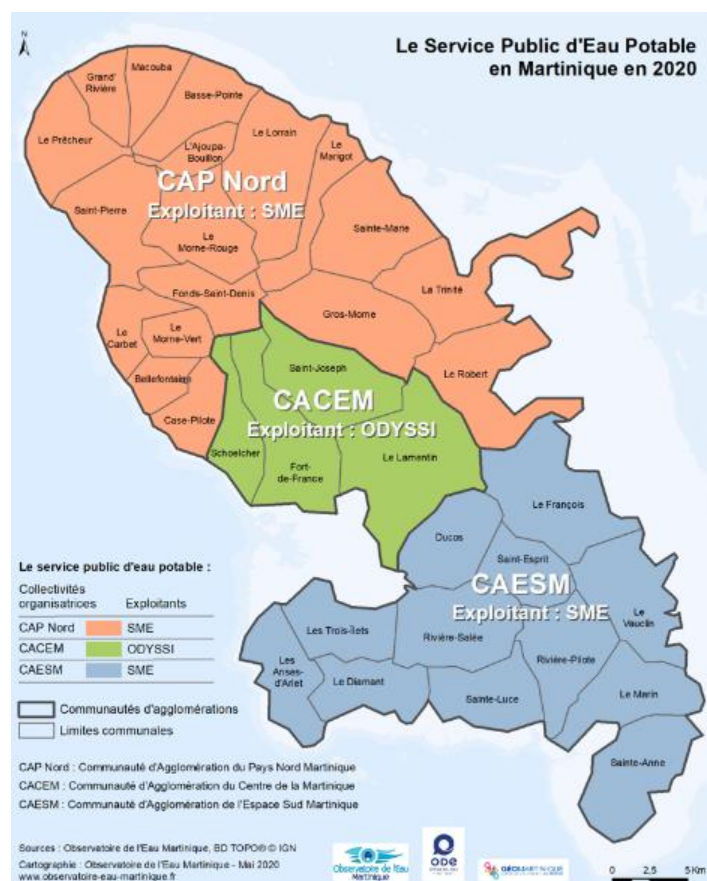 N
Le Service Public d'Eau Potable
en Martinique en 2020
Macouba
Grand'
Rivière
Basse-Pointe
Le Prêcheur
Le Lorrain
L'Ajoupa-
Bouillon
Le
Marigot
CAP Nord
Exploitant : SME
Saint-Pierre
Sainte-Marie
Le
Morne-Rouge
La Trinité
Fonds-Saint-Denis
Gros-Morne
Le
Carbet
Le
Morne-Vert
Saint-Joseph
Le Robert
Bellefontaine
CACEM
Exploitant : ODYSSI
Case-Pilote
Schoelcher
Le Lamentin
Fort-
de-France
Le François
Ducos
Saint-Esprit
CAESM
Exploitant : SME
Le
Vauclin
Les Trois-Îlets
Rivière-Salée
Rivière-Pilote
Les
Anses-
d'Arlet
Le Diamant
Sainte-Luce
Le Marin
Sainte-Anne
Le service public d'eau potable :
Collectivités
organisatrices Exploitants
CAP Nord SME
CACEM ODYSSI
CAESM SME
Communautés d'agglomérations
Limites communales
CAP Nord : Communauté d'Agglomération du Pays Nord Martinique
CACEM : Communauté d'Agglomération du Centre de la Martinique
CAESM : Communauté d'Agglomération de l'Espace Sud Martinique
Sources : Observatoire de l'Eau Martinique, BD TOPO®© IGN
Cartographie : Observatoire de l'Eau Martinique - Mai 2020
www.observatoire-eau-martinique.fr
Observatoire de l'Eau
Martinique
ODE
GÉOMARTINIQUE
0 2,5 5 Km